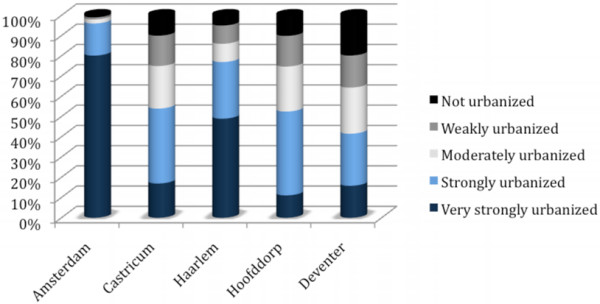 100%
90%
80%
70%
60%
50%
40%
30%
20%
10%
0%
Amsterdam
Castricum
Haarlem
Hoofddorp
Deventer
Not urbanized
Weakly urbanized
Moderately urbanized
Strongly urbanized
Very strongly urbanized